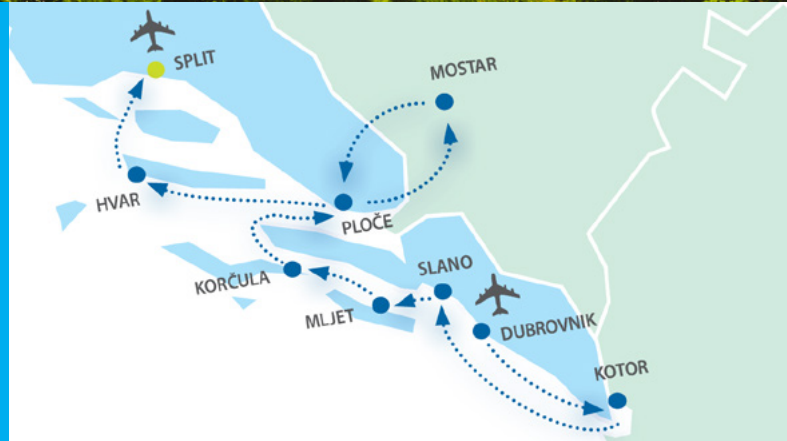 SPLIT
MOSTAR
HVAR
PLOČE
KORČULA
SLANO
MLJET
DUBROVNIK
KOTOR